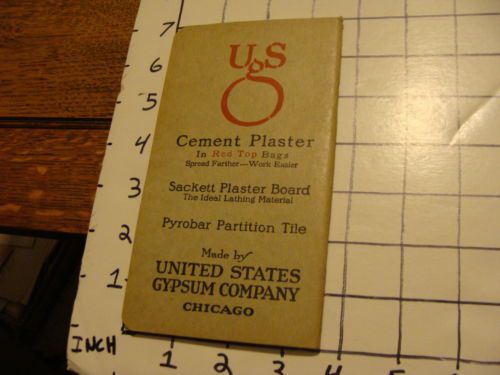 UgS
Cement Plaster
In Red Top Bags
Spread Farther—Work Easier
Sackett Plaster Board
The Ideal Lathing Material
Pyrobar Partition Tile
Made by
UNITED STATES
GYPSUM COMPANY
CHICAGO
7
6
5
4
3
2
1
INCH
1 2 3 4 5 6